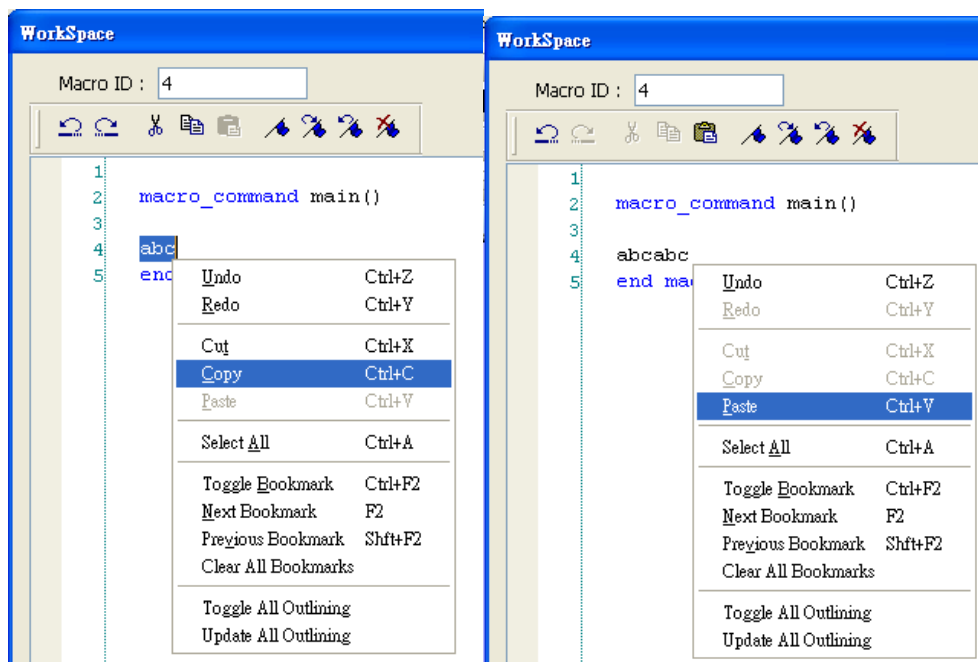 WorkSpace
Macro ID : 4
1
2 macro_command main()
3
4 abc
5 end
Undo Ctrl+Z
Redo Ctrl+Y
Cut Ctrl+X
Copy Ctrl+C
Paste Ctrl+V
Select All Ctrl+A
Toggle Bookmark Ctrl+F2
Next Bookmark F2
Previous Bookmark Shft+F2
Clear All Bookmarks
Toggle All Outlining
Update All Outlining
WorkSpace
Macro ID : 4
1
2 macro_command main()
3
4 abcabc
5 end mac
Undo Ctrl+Z
Redo Ctrl+Y
Cut Ctrl+X
Copy Ctrl+C
Paste Ctrl+V
Select All Ctrl+A
Toggle Bookmark Ctrl+F2
Next Bookmark F2
Previous Bookmark Shft+F2
Clear All Bookmarks
Toggle All Outlining
Update All Outlining